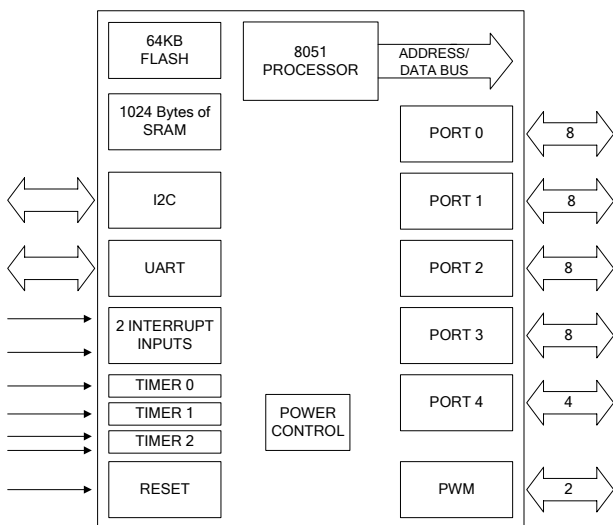 64KB
FLASH
8051
PROCESSOR
ADDRESS/
DATA BUS
1024 Bytes of
SRAM
PORT 0
8
I2C
PORT 1
8
UART
PORT 2
8
2 INTERRUPT
INPUTS
PORT 3
8
TIMER 0
TIMER 1
TIMER 2
POWER
CONTROL
PORT 4
4
RESET
PWM
2